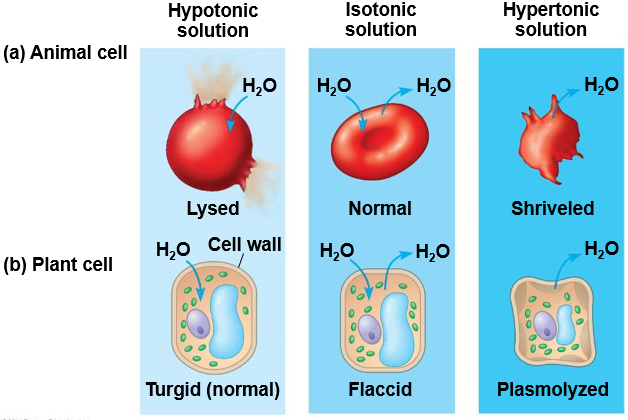 Hypotonic
solution
Isotonic
solution
Hypertonic
solution
(a) Animal cell
H₂O
H₂O
H₂O
H₂O
Lysed
Normal
Shriveled
(b) Plant cell
H₂O
Cell wall
H₂O
H₂O
H₂O
Turgid (normal)
Flaccid
Plasmolyzed